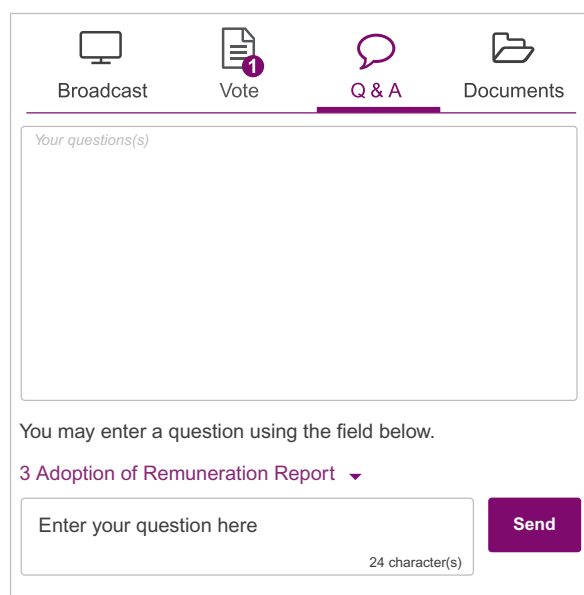 1
Broadcast Vote Q & A Documents
Your questions(s)
You may enter a question using the field below.
3 Adoption of Remuneration Report
Enter your question here
Send
24 character(s)